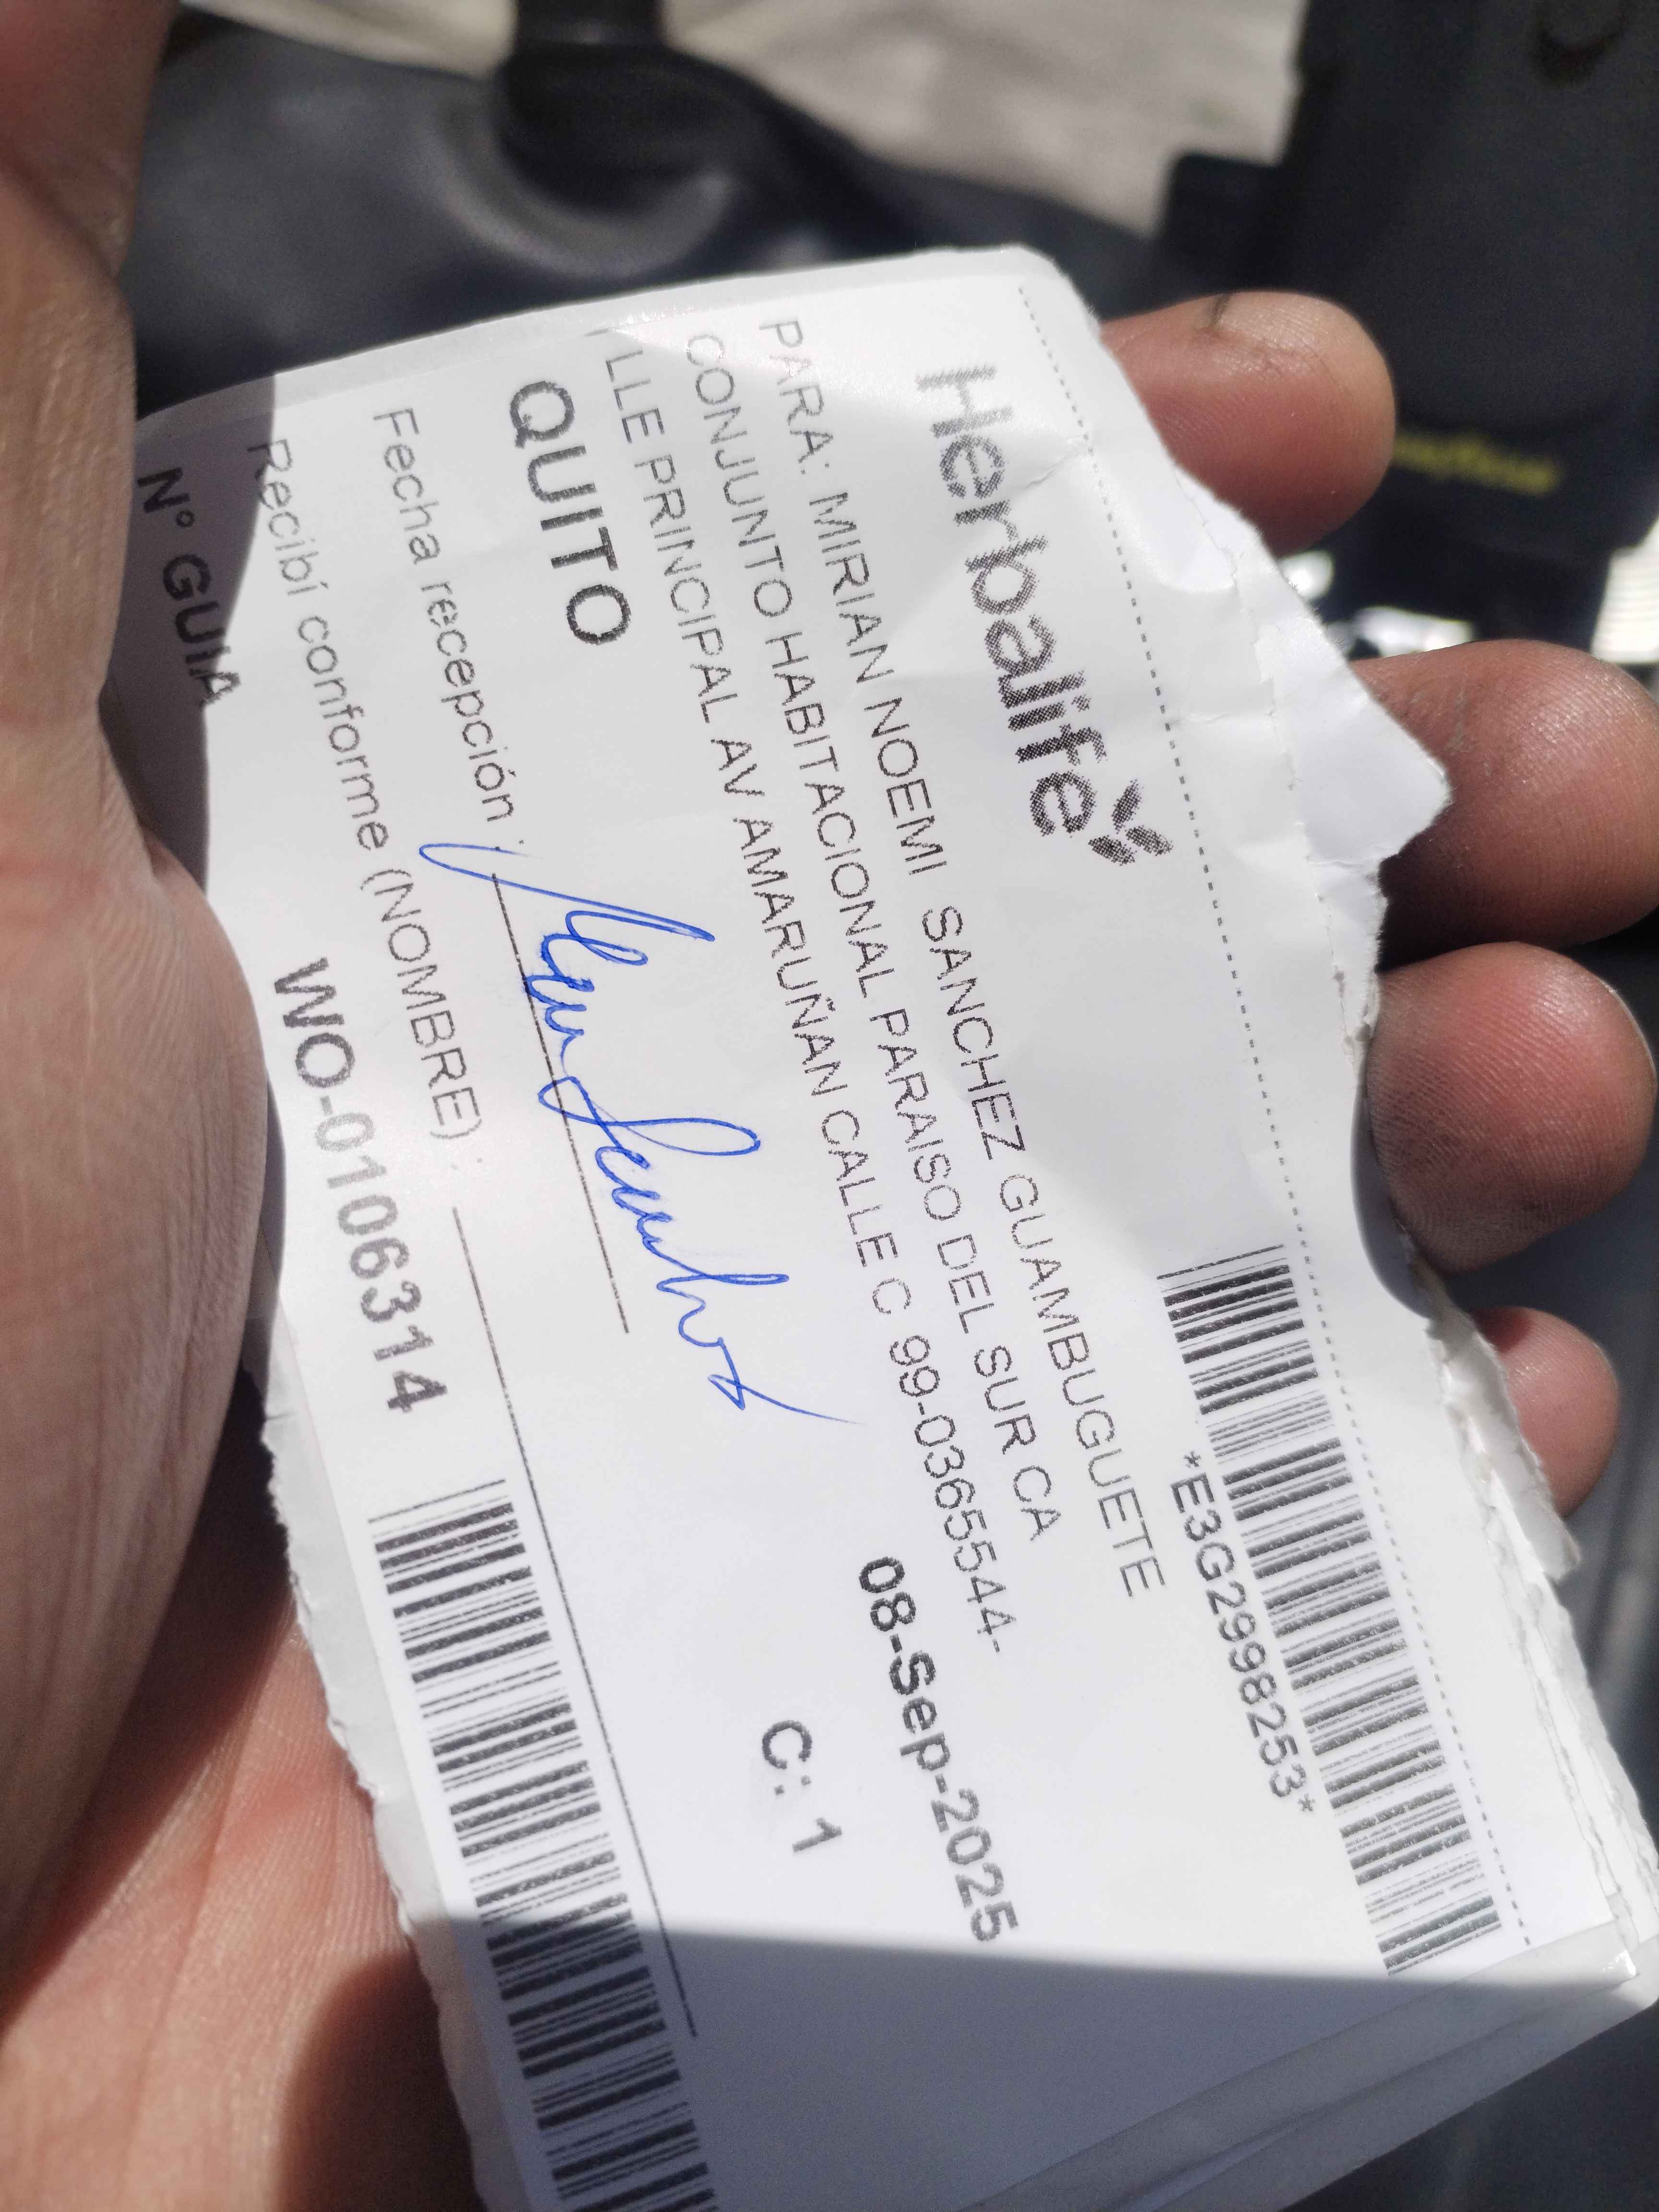 Herbalife
*E3G2998253*
PARA: MIRIAN NOEMI SANCHEZ GUAMBUGUETE
CONJUNTO HABITACIONAL PARAISO DEL SUR CA
LLE PRINCIPAL AV AMARUÑAN CALLE C 99-0365544-
QUITO
08-Sep-2025
C: 1
Fecha recepción :
Recibí conforme (NOMBRE) :
N° GUIA
WO-0106314